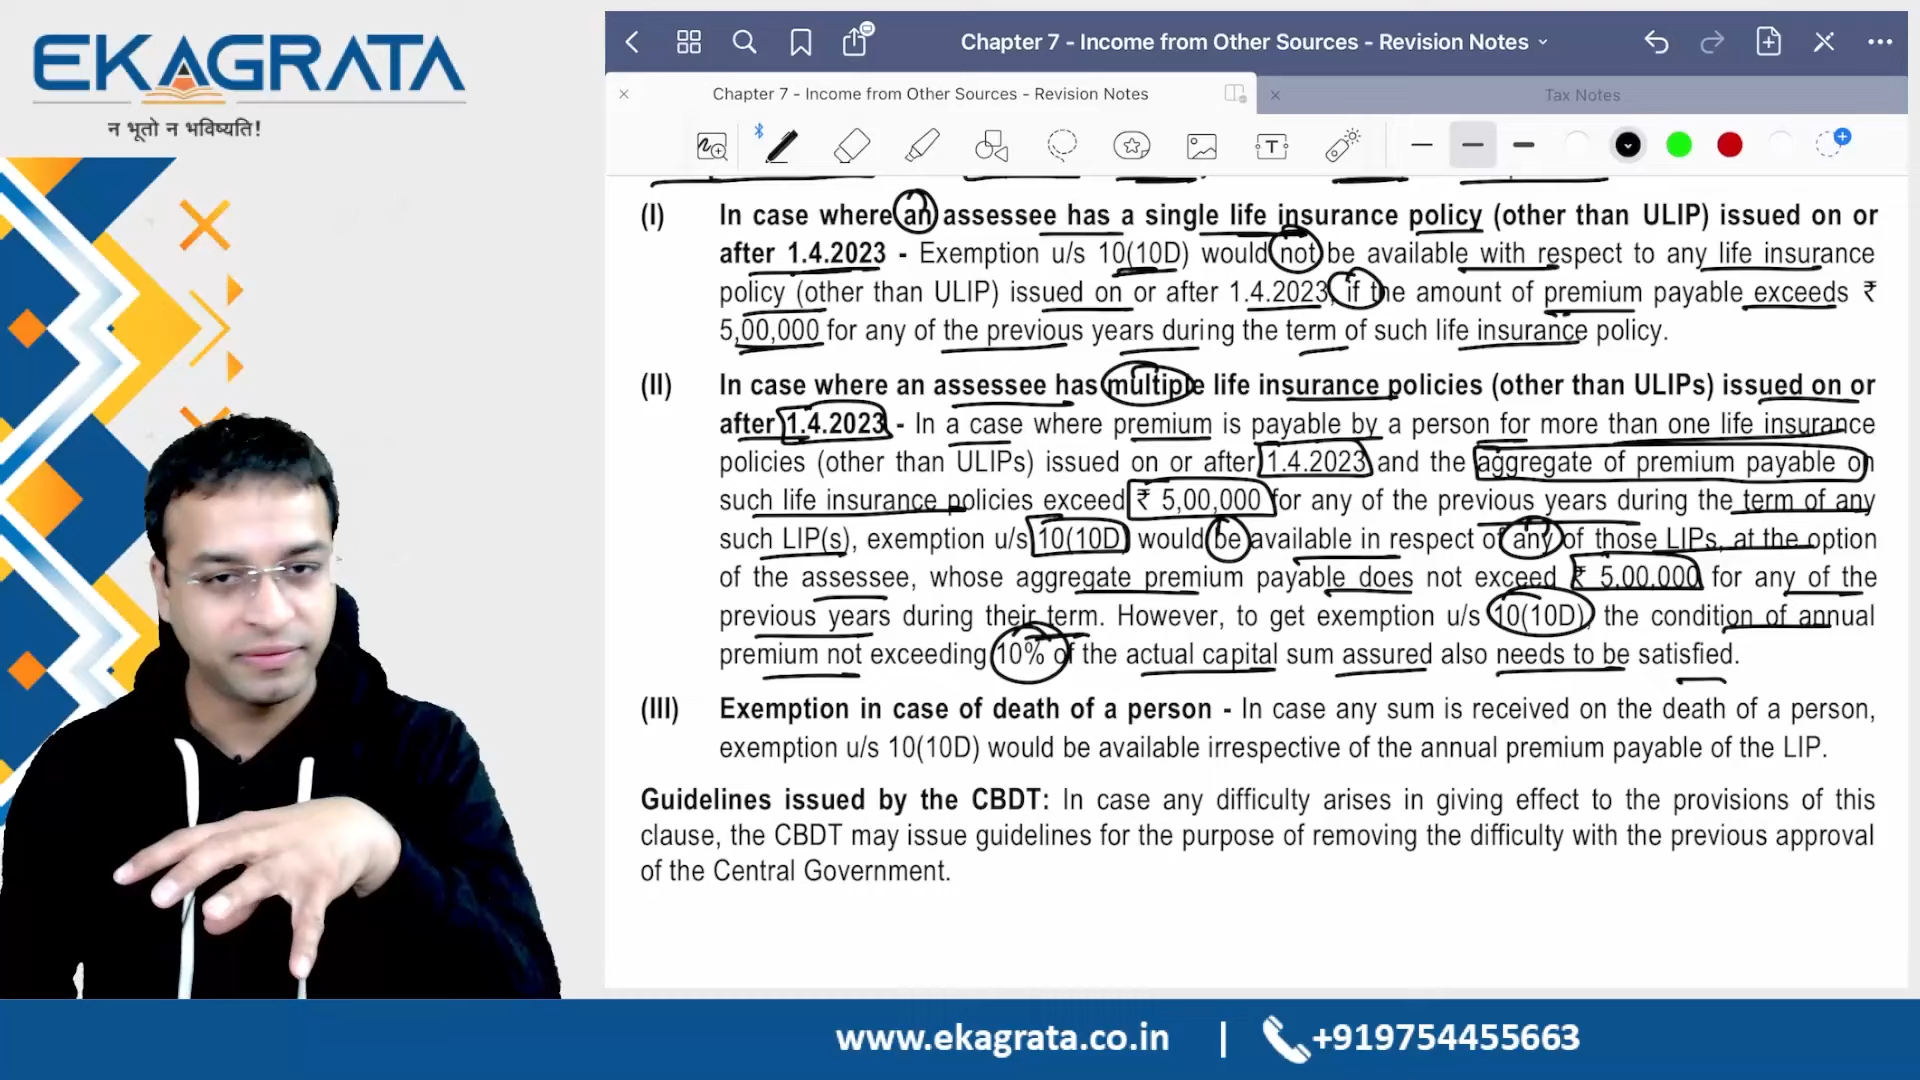 EKAGRATA
न भूतो न भविष्यति!
Chapter 7 - Income from Other Sources - Revision Notes
Chapter 7 - Income from Other Sources - Revision Notes
Tax Notes
(I) In case where an assessee has a single life insurance policy (other than ULIP) issued on or
after 1.4.2023 - Exemption u/s 10(10D) would not be available with respect to any life insurance
policy (other than ULIP) issued on or after 1.4.2023, if the amount of premium payable exceeds ₹
5,00,000 for any of the previous years during the term of such life insurance policy.
(II) In case where an assessee has multiple life insurance policies (other than ULIPs) issued on or
after 1.4.2023 - In a case where premium is payable by a person for more than one life insurance
policies (other than ULIPs) issued on or after 1.4.2023 and the aggregate of premium payable on
such life insurance policies exceed ₹ 5,00,000 for any of the previous years during the term of any
such LIP(s), exemption u/s 10(10D) would be available in respect of any of those LIPs, at the option
of the assessee, whose aggregate premium payable does not exceed ₹ 5,00,000 for any of the
previous years during their term. However, to get exemption u/s 10(10D), the condition of annual
premium not exceeding 10% of the actual capital sum assured also needs to be satisfied.
(III) Exemption in case of death of a person - In case any sum is received on the death of a person,
exemption u/s 10(10D) would be available irrespective of the annual premium payable of the LIP.
Guidelines issued by the CBDT: In case any difficulty arises in giving effect to the provisions of this
clause, the CBDT may issue guidelines for the purpose of removing the difficulty with the previous approval
of the Central Government.
www.ekagrata.co.in | +919754455663